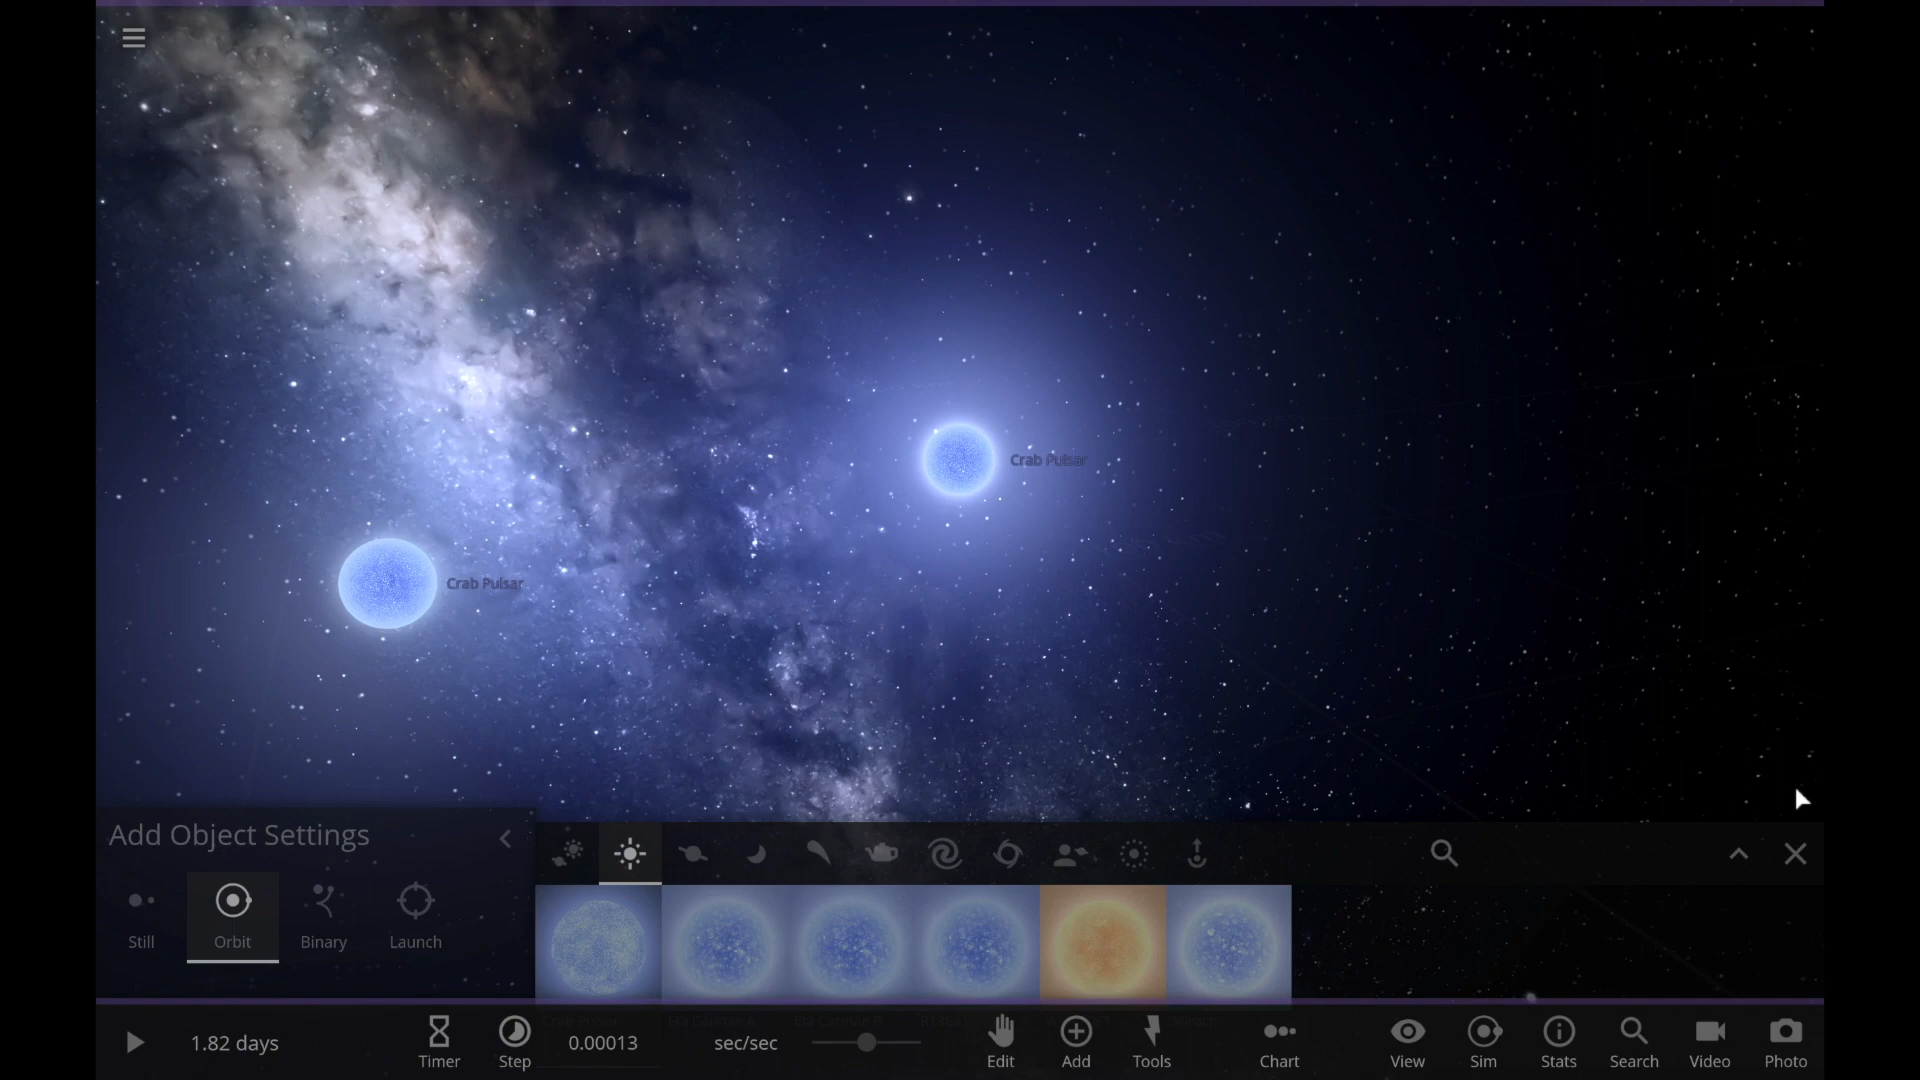 Crab Pulsar
Crab Pulsar
Add Object Settings
Still
Orbit
Binary
Launch
1.82 days
Timer
Step
0.00013
sec/sec
Edit
Add
Tools
Chart
View
Sim
Stats
Search
Video
Photo